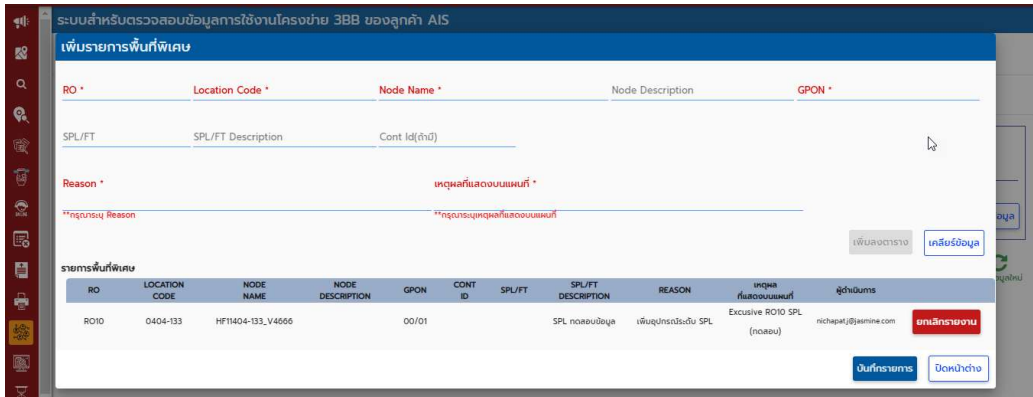 ระบบสำหรับตรวจสอบข้อมูลการใช้งานโครงข่าย 3BB ของลูกค้า AIS
เพิ่มรายการพื้นที่พิเศษ
RO * Location Code * Node Name * Node Description GPON *
SPL/FT SPL/FT Description Cont Id(ถ้ามี)
Reason * เหตุผลที่แสดงบนแผนที่ *
**กรุณาระบุ Reason **กรุณาระบุเหตุผลที่แสดงบนแผนที่
เพิ่มลงตาราง เคลียร์ข้อมูล
รายการพื้นที่พิเศษ
RO LOCATION CODE NODE NAME NODE DESCRIPTION GPON CONT ID SPL/FT SPL/FT DESCRIPTION REASON เหตุผล ที่แสดงบนแผนที่ ผู้ดำเนินการ
RO10 0404-133 HF11404-133_V4666 00/01 SPL ทดสอบข้อมูล เพิ่มอุปกรณ์ระดับ SPL Excusive RO10 SPL (ทดสอบ) nichapat.j@jasmine.com ยกเลิกรายงาน
บันทึกรายการ ปิดหน้าต่าง